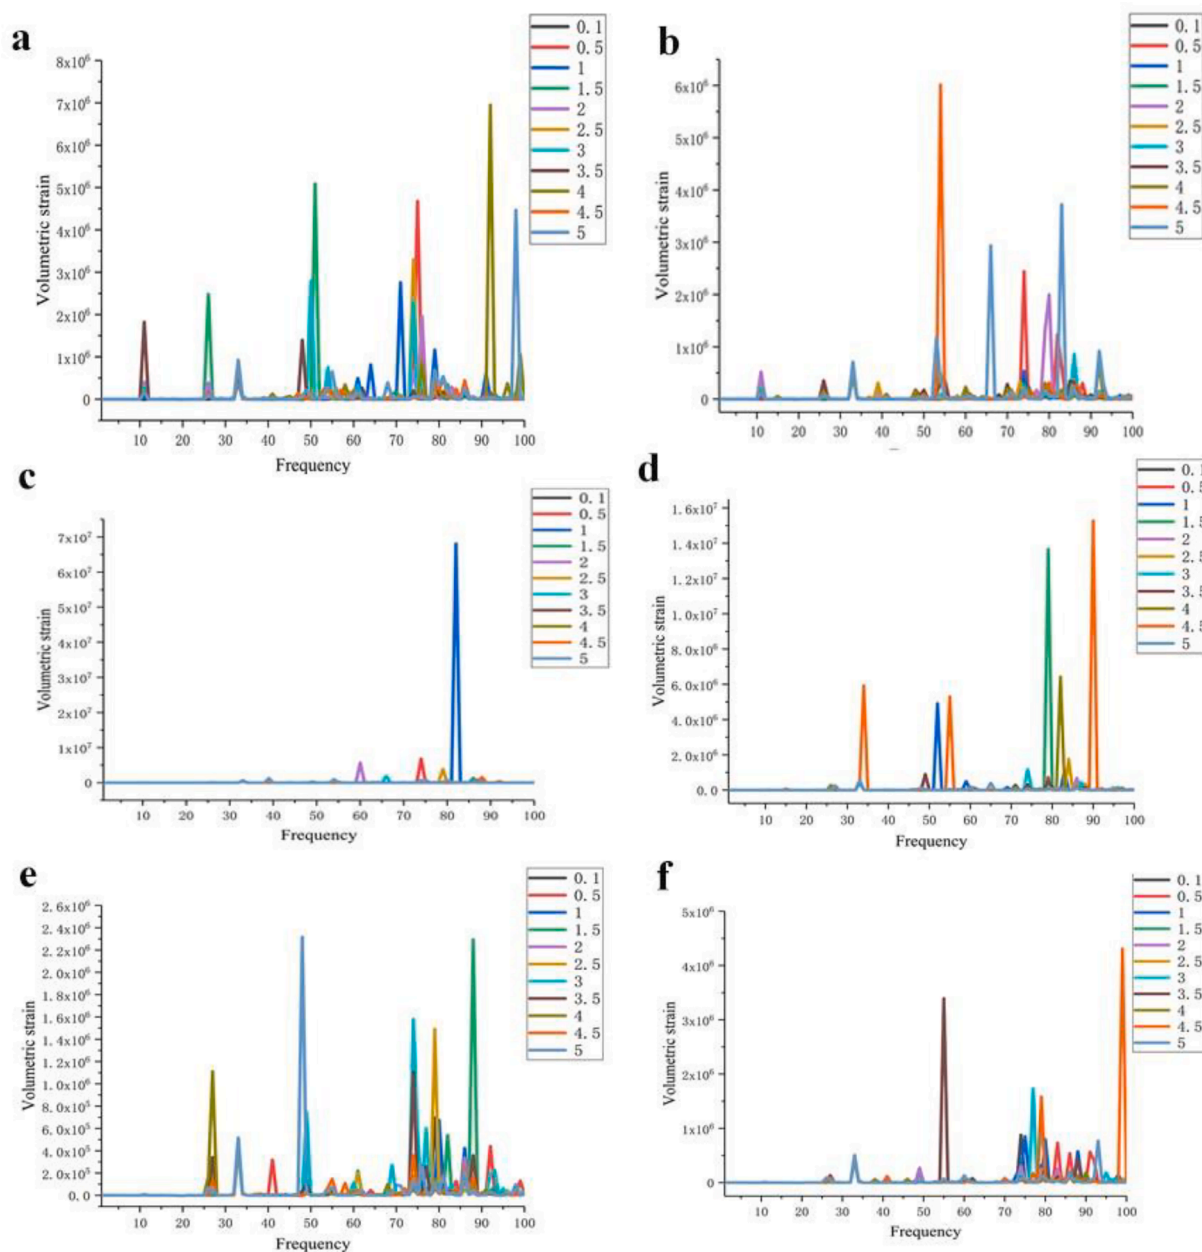 a
Volumetric strain
8x10⁶
7x10⁶
6x10⁶
5x10⁶
4x10⁶
3x10⁶
2x10⁶
1x10⁶
0
10 20 30 40 50 60 70 80 90 100
Frequency
0.1
0.5
1
1.5
2
2.5
3
3.5
4
4.5
5
b
Volumetric strain
6x10⁶
5x10⁶
4x10⁶
3x10⁶
2x10⁶
1x10⁶
0
10 20 30 40 50 60 70 80 90 100
0.1
0.5
1
1.5
2
2.5
3
3.5
4
4.5
5
c
Volumetric strain
7x10⁷
6x10⁷
5x10⁷
4x10⁷
3x10⁷
2x10⁷
1x10⁷
0
10 20 30 40 50 60 70 80 90 100
Frequency
0.1
0.5
1
1.5
2
2.5
3
3.5
4
4.5
5
d
Volumetric strain
1.6x10⁷
1.4x10⁷
1.2x10⁷
1.0x10⁷
8.0x10⁶
6.0x10⁶
4.0x10⁶
2.0x10⁶
0.0
10 20 30 40 50 60 70 80 90 100
Frequency
0.1
0.5
1
1.5
2
2.5
3
3.5
4
4.5
5
e
Volumetric strain
2.6x10⁶
2.4x10⁶
2.2x10⁶
2.0x10⁶
1.8x10⁶
1.6x10⁶
1.4x10⁶
1.2x10⁶
1.0x10⁶
8.0x10⁵
6.0x10⁵
4.0x10⁵
2.0x10⁵
0.0
10 20 30 40 50 60 70 80 90 100
Frequency
0.1
0.5
1
1.5
2
2.5
3
3.5
4
4.5
5
f
Volumetric strain
5x10⁶
4x10⁶
3x10⁶
2x10⁶
1x10⁶
0
10 20 30 40 50 60 70 80 90 100
Frequency
0.1
0.5
1
1.5
2
2.5
3
3.5
4
4.5
5